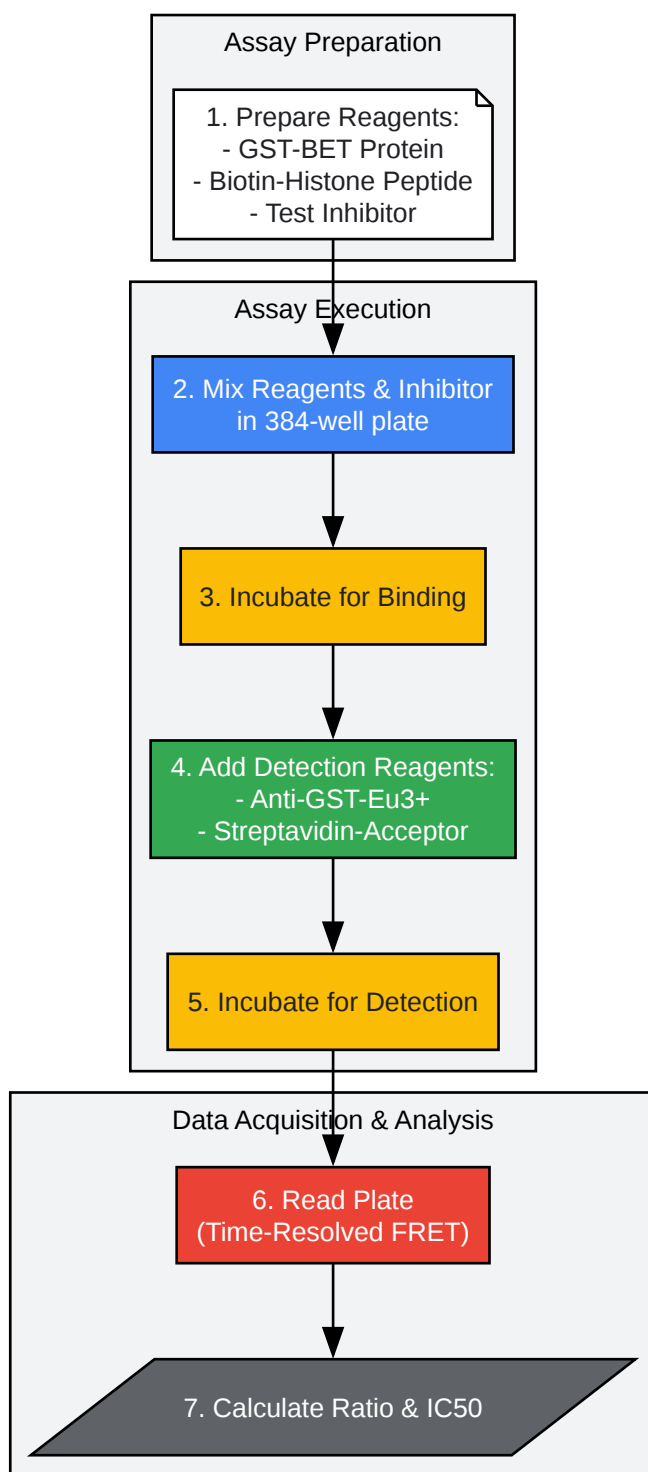 Assay Preparation
1. Prepare Reagents:
- GST-BET Protein
- Biotin-Histone Peptide
- Test Inhibitor
Assay Execution
2. Mix Reagents & Inhibitor
in 384-well plate
3. Incubate for Binding
4. Add Detection Reagents:
- Anti-GST-Eu3+
- Streptavidin-Acceptor
5. Incubate for Detection
Data Acquisition & Analysis
6. Read Plate
(Time-Resolved FRET)
7. Calculate Ratio & IC50